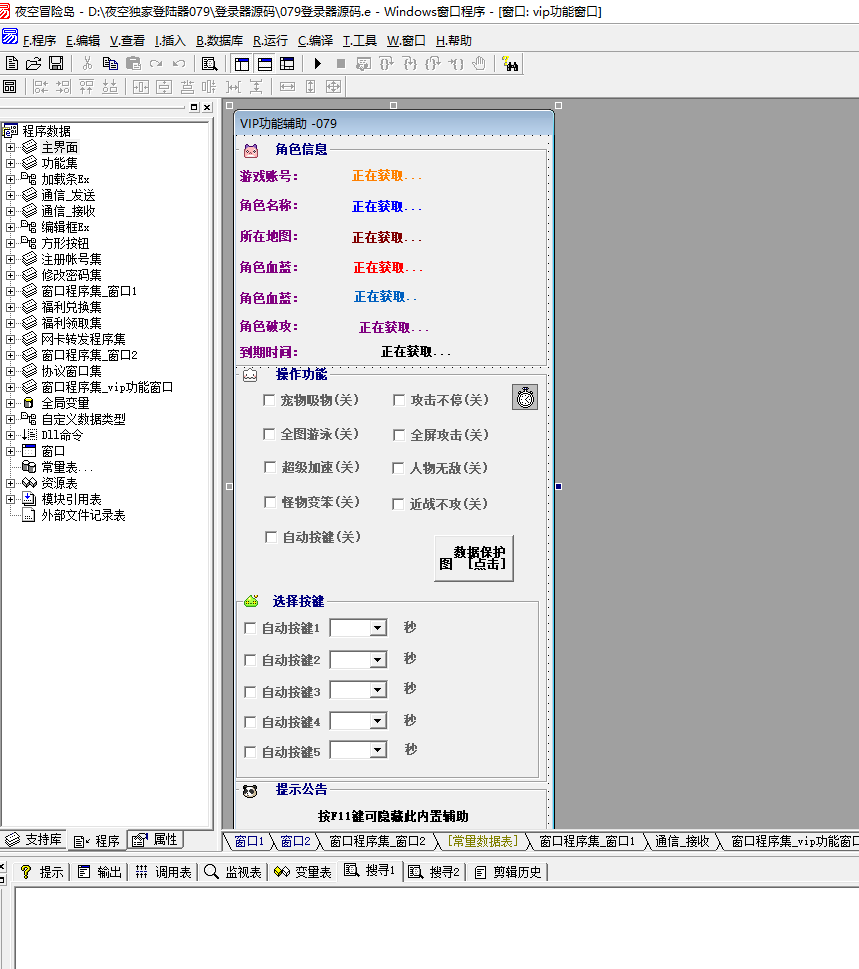 夜空冒险岛 - D:\夜空独家登陆器079\登录器源码\079登录器源码.e - Windows窗口程序 - [窗口: vip功能窗口]
F.程序 E.编辑 V.查看 I.插入 B.数据库 R.运行 C.编译 T.工具 W.窗口 H.帮助
程序数据
主界面
功能集
加载条Ex
通信_发送
通信_接收
编辑框Ex
方形按钮
注册帐号集
修改密码集
窗口程序集_窗口1
福利兑换集
福利领取集
网卡转发程序集
窗口程序集_窗口2
协议窗口集
窗口程序集_vip功能窗口
全局变量
自定义数据类型
Dll命令
窗口
常量表...
资源表
模块引用表
外部文件记录表
支持库 程序 属性
VIP功能辅助 -079
角色信息
游戏账号: 正在获取...
角色名称: 正在获取...
所在地图: 正在获取...
角色血蓝: 正在获取...
角色血蓝: 正在获取..
角色破攻: 正在获取...
到期时间: 正在获取...
操作功能
宠物吸物(关) 攻击不停(关)
全图游泳(关) 全屏攻击(关)
超级加速(关) 人物无敌(关)
怪物变笨(关) 近战不攻(关)
自动按键(关)
数据保护
图 [点击]
选择按键
自动按键1 秒
自动按键2 秒
自动按键3 秒
自动按键4 秒
自动按键5 秒
提示公告
按F11键可隐藏此内置辅助
窗口1 窗口2 窗口程序集_窗口2 [常量数据表] 窗口程序集_窗口1 通信_接收 窗口程序集_vip功能窗口
提示 输出 调用表 监视表 变量表 搜寻1 搜寻2 剪辑历史